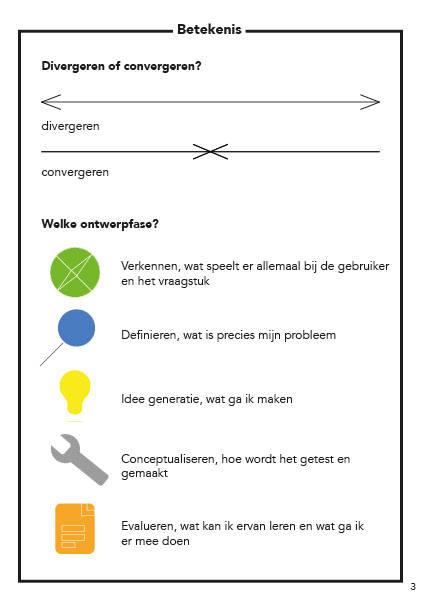 Betekenis
Divergeren of convergeren?
divergeren
convergeren
Welke ontwerpfase?
Verkennen, wat speelt er allemaal bij de gebruiker
en het vraagstuk
Definieren, wat is precies mijn probleem
Idee generatie, wat ga ik maken
Conceptualiseren, hoe wordt het getest en
gemaakt
Evalueren, wat kan ik ervan leren en wat ga ik
er mee doen
3